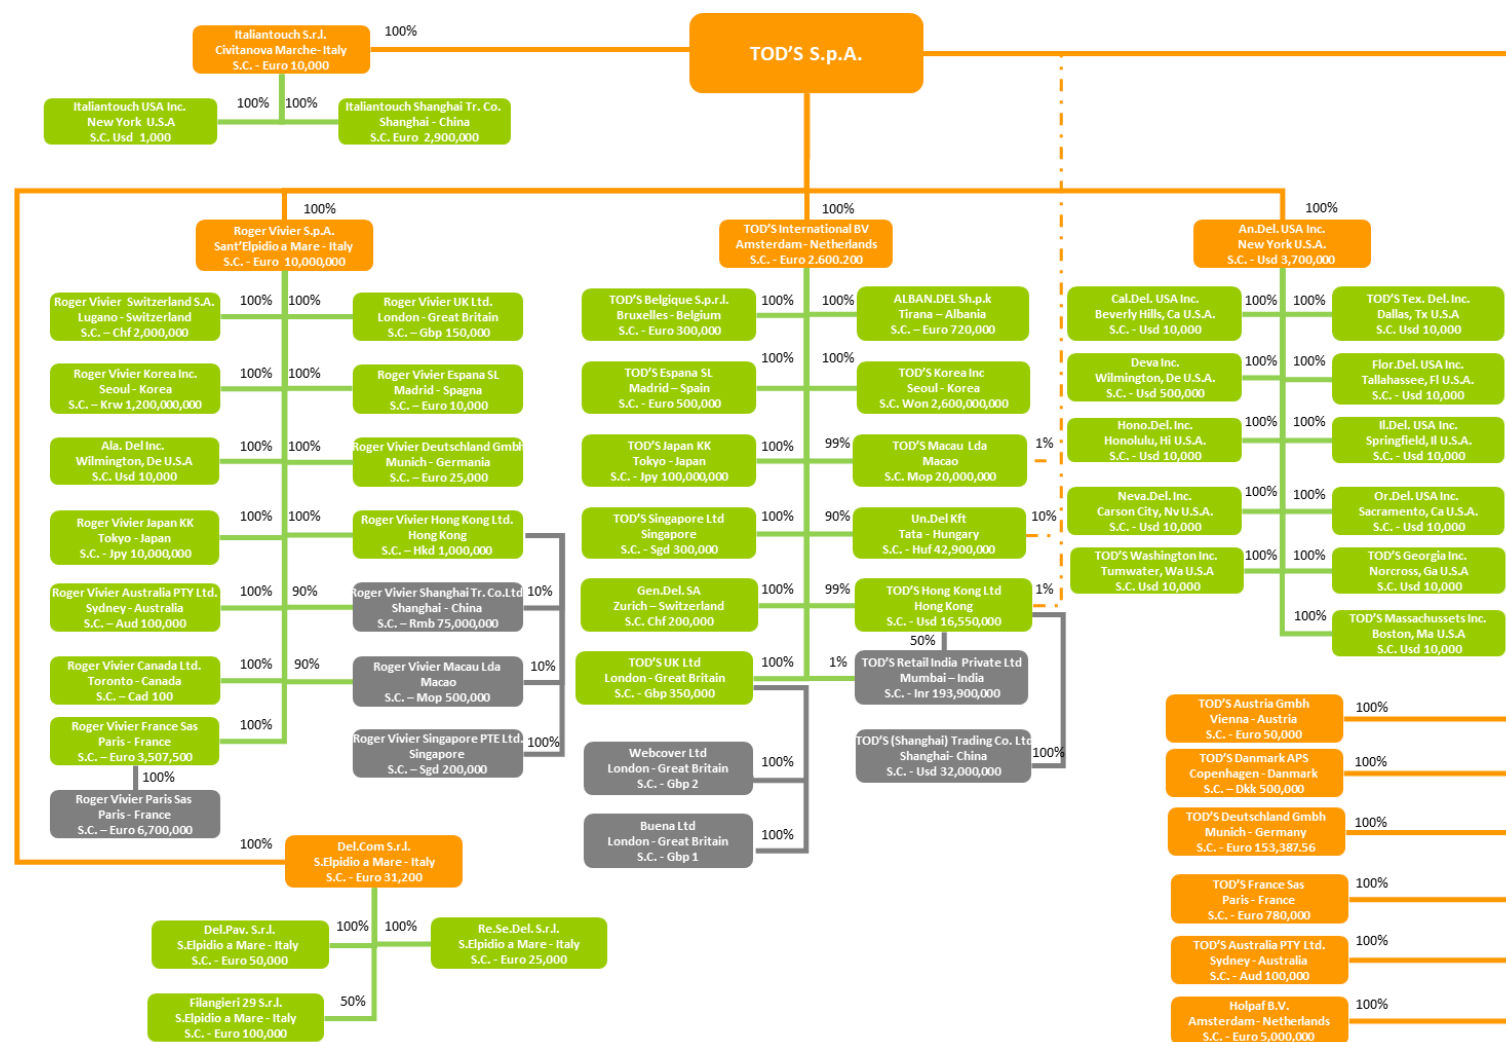 TOD'S S.p.A.
Italiantouch S.r.l.
Civitanova Marche- Italy
S.C. - Euro 10,000
100%
Italiantouch USA Inc.
New York U.S.A
S.C. Usd 1,000
100%
100%
Italiantouch Shanghai Tr. Co.
Shanghai - China
S.C. Euro 2,900,000
100%
Roger Vivier S.p.A.
Sant'Elpidio a Mare - Italy
S.C. - Euro 10,000,000
Roger Vivier Switzerland S.A.
Lugano - Switzerland
S.C. – Chf 2,000,000
100%
100%
Roger Vivier UK Ltd.
London - Great Britain
S.C. – Gbp 150,000
Roger Vivier Korea Inc.
Seoul - Korea
S.C. – Krw 1,200,000,000
100%
100%
Roger Vivier Espana SL
Madrid - Spagna
S.C. – Euro 10,000
Ala. Del Inc.
Wilmington, De U.S.A
S.C. Usd 10,000
100%
100%
Roger Vivier Deutschland Gmbh
Munich - Germania
S.C. – Euro 25,000
Roger Vivier Japan KK
Tokyo - Japan
S.C. - Jpy 10,000,000
100%
100%
Roger Vivier Hong Kong Ltd.
Hong Kong
S.C. – Hkd 1,000,000
Roger Vivier Australia PTY Ltd.
Sydney - Australia
S.C. – Aud 100,000
100%
90%
Roger Vivier Shanghai Tr. Co.Ltd
Shanghai - China
S.C. – Rmb 75,000,000
10%
Roger Vivier Canada Ltd.
Toronto - Canada
S.C. – Cad 100
100%
90%
Roger Vivier Macau Lda
Macao
S.C. – Mop 500,000
10%
Roger Vivier France Sas
Paris - France
S.C. – Euro 3,507,500
100%
Roger Vivier Singapore PTE Ltd.
Singapore
S.C. – Sgd 200,000
100%
100%
Roger Vivier Paris Sas
Paris - France
S.C. – Euro 6,700,000
100%
Del.Com S.r.l.
S.Elpidio a Mare - Italy
S.C. - Euro 31,200
Del.Pav. S.r.l.
S.Elpidio a Mare - Italy
S.C. - Euro 50,000
100%
100%
Re.Se.Del. S.r.l.
S.Elpidio a Mare - Italy
S.C. - Euro 25,000
Filangieri 29 S.r.l.
S.Elpidio a Mare - Italy
S.C. - Euro 100,000
50%
100%
TOD'S International BV
Amsterdam - Netherlands
S.C. - Euro 2.600.200
TOD'S Belgique S.p.r.l.
Bruxelles - Belgium
S.C. - Euro 300,000
100%
100%
ALBAN.DEL Sh.p.k
Tirana – Albania
S.C. – Euro 720,000
TOD'S Espana SL
Madrid – Spain
S.C. - Euro 500,000
100%
100%
TOD'S Korea Inc
Seoul - Korea
S.C. Won 2,600,000,000
TOD'S Japan KK
Tokyo - Japan
S.C. - Jpy 100,000,000
100%
99%
TOD'S Macau Lda
Macao
S.C. Mop 20,000,000
1%
TOD'S Singapore Ltd
Singapore
S.C. - Sgd 300,000
100%
90%
Un.Del Kft
Tata - Hungary
S.C. - Huf 42,900,000
10%
Gen.Del. SA
Zurich – Switzerland
S.C. Chf 200,000
100%
99%
TOD'S Hong Kong Ltd
Hong Kong
S.C. - Usd 16,550,000
1%
50%
TOD'S UK Ltd
London - Great Britain
S.C. - Gbp 350,000
100%
1%
TOD'S Retail India Private Ltd
Mumbai – India
S.C. - Inr 193,900,000
Webcover Ltd
London - Great Britain
S.C. - Gbp 2
100%
TOD'S (Shanghai) Trading Co. Ltd
Shanghai- China
S.C. - Usd 32,000,000
100%
Buena Ltd
London - Great Britain
S.C. - Gbp 1
100%
100%
An.Del. USA Inc.
New York U.S.A.
S.C. - Usd 3,700,000
Cal.Del. USA Inc.
Beverly Hills, Ca U.S.A.
S.C. - Usd 10,000
100%
100%
TOD'S Tex. Del. Inc.
Dallas, Tx U.S.A
S.C. Usd 10,000
Deva Inc.
Wilmington, De U.S.A.
S.C. - Usd 500,000
100%
100%
Flor.Del. USA Inc.
Tallahassee, Fl U.S.A.
S.C. - Usd 10,000
Hono.Del. Inc.
Honolulu, Hi U.S.A.
S.C. - Usd 10,000
100%
100%
Il.Del. USA Inc.
Springfield, Il U.S.A.
S.C. - Usd 10,000
Neva.Del. Inc.
Carson City, Nv U.S.A.
S.C. - Usd 10,000
100%
100%
Or.Del. USA Inc.
Sacramento, Ca U.S.A.
S.C. - Usd 10,000
TOD'S Washington Inc.
Tumwater, Wa U.S.A
S.C. Usd 10,000
100%
100%
TOD'S Georgia Inc.
Norcross, Ga U.S.A
S.C. Usd 10,000
100%
TOD'S Massachussets Inc.
Boston, Ma U.S.A
S.C. Usd 10,000
TOD'S Austria Gmbh
Vienna - Austria
S.C. - Euro 50,000
100%
TOD'S Danmark APS
Copenhagen - Danmark
S.C. – Dkk 500,000
100%
TOD'S Deutschland Gmbh
Munich - Germany
S.C. - Euro 153,387.56
100%
TOD'S France Sas
Paris - France
S.C. - Euro 780,000
100%
TOD'S Australia PTY Ltd.
Sydney - Australia
S.C. - Aud 100,000
100%
Holpaf B.V.
Amsterdam - Netherlands
S.C. - Euro 5,000,000
100%